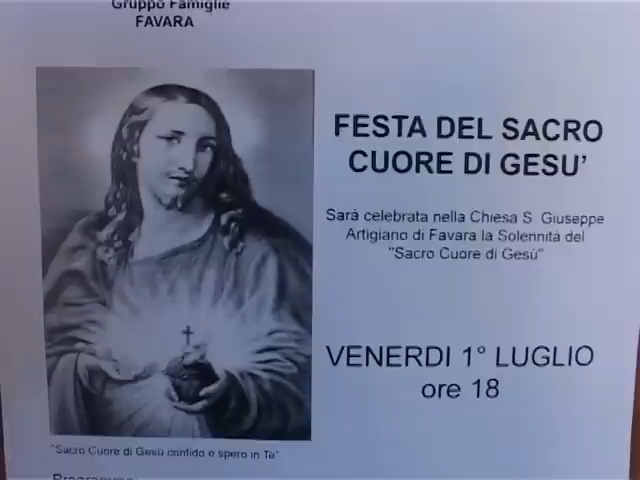 Gruppo Famiglie
FAVARA
FESTA DEL SACRO
CUORE DI GESU'
Sarà celebrata nella Chiesa S. Giuseppe
Artigiano di Favara la Solennità del
"Sacro Cuore di Gesù"
VENERDI 1° LUGLIO
ore 18
"Sacro Cuore di Gesù confido e spero in Te"
Programma: